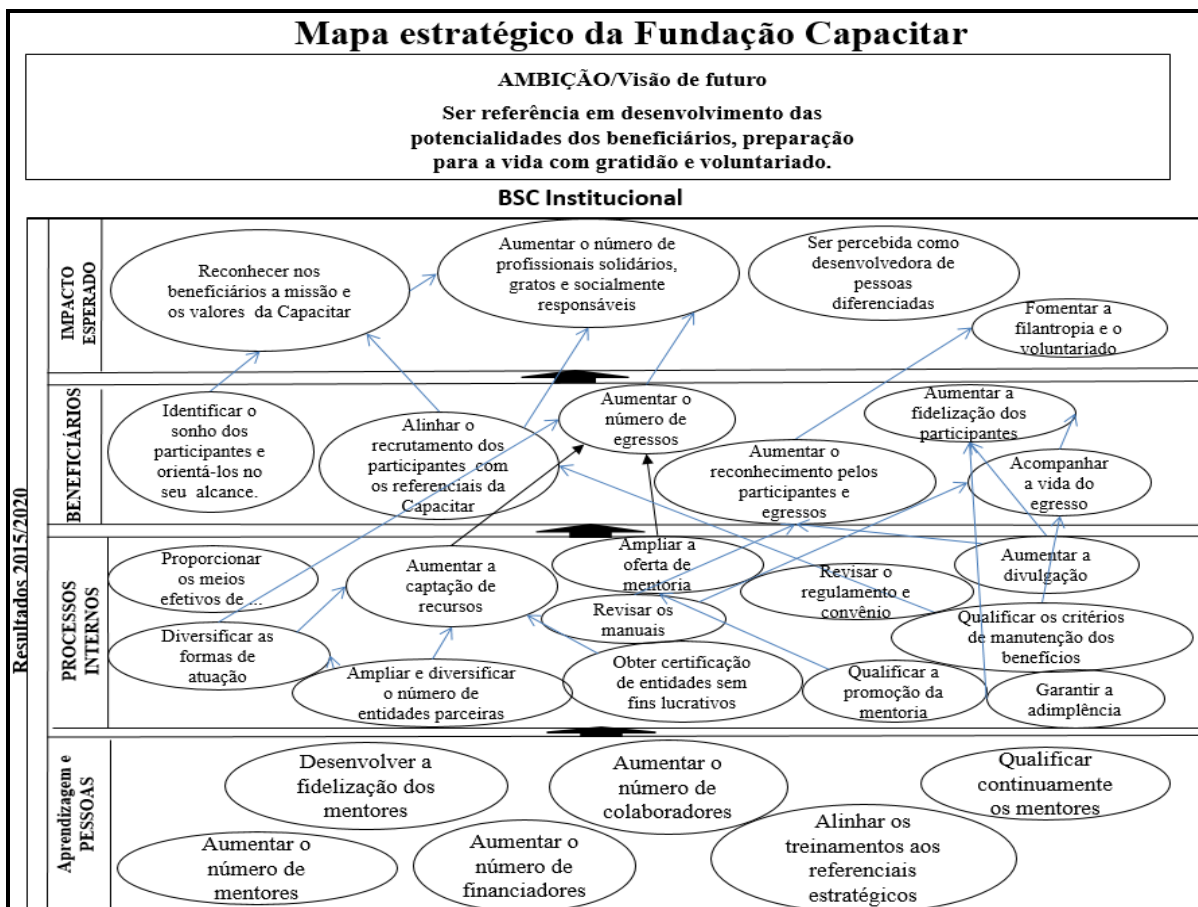 Mapa estratégico da Fundação Capacitar
AMBIÇÃO/Visão de futuro
Ser referência em desenvolvimento das
potencialidades dos beneficiários, preparação
para a vida com gratidão e voluntariado.
BSC Institucional
Resultados 2015/2020
IMPACTO
ESPERADO
Reconhecer nos
beneficiários a missão e
os valores da Capacitar
Aumentar o número de
profissionais solidários,
gratos e socialmente
responsáveis
Ser percebida como
desenvolvedora de
pessoas
diferenciadas
Fomentar a
filantropia e o
voluntariado
BENEFICIÁRIOS
Identificar o
sonho dos
participantes e
orientá-los no
seu alcance.
Alinhar o
recrutamento dos
participantes com
os referenciais da
Capacitar
Aumentar o
número de
egressos
Aumentar o
reconhecimento pelos
participantes e
egressos
Aumentar a
fidelização dos
participantes
Acompanhar
a vida do
egresso
PROCESSOS
INTERNOS
Proporcionar
os meios
efetivos de ...
Diversificar as
formas de
atuação
Aumentar a
captação de
recursos
Ampliar e diversificar
o número de
entidades parceiras
Ampliar a
oferta de
mentoria
Revisar os
manuais
Obter certificação
de entidades sem
fins lucrativos
Revisar o
regulamento e
convênio
Qualificar a
promoção da
mentoria
Aumentar a
divulgação
Qualificar os critérios
de manutenção dos
benefícios
Garantir a
adimplência
Aprendizagem e
PESSOAS
Desenvolver a
fidelização dos
mentores
Aumentar o
número de
colaboradores
Qualificar
continuamente
os mentores
Aumentar o
número de
mentores
Aumentar o
número de
financiadores
Alinhar os
treinamentos aos
referenciais
estratégicos